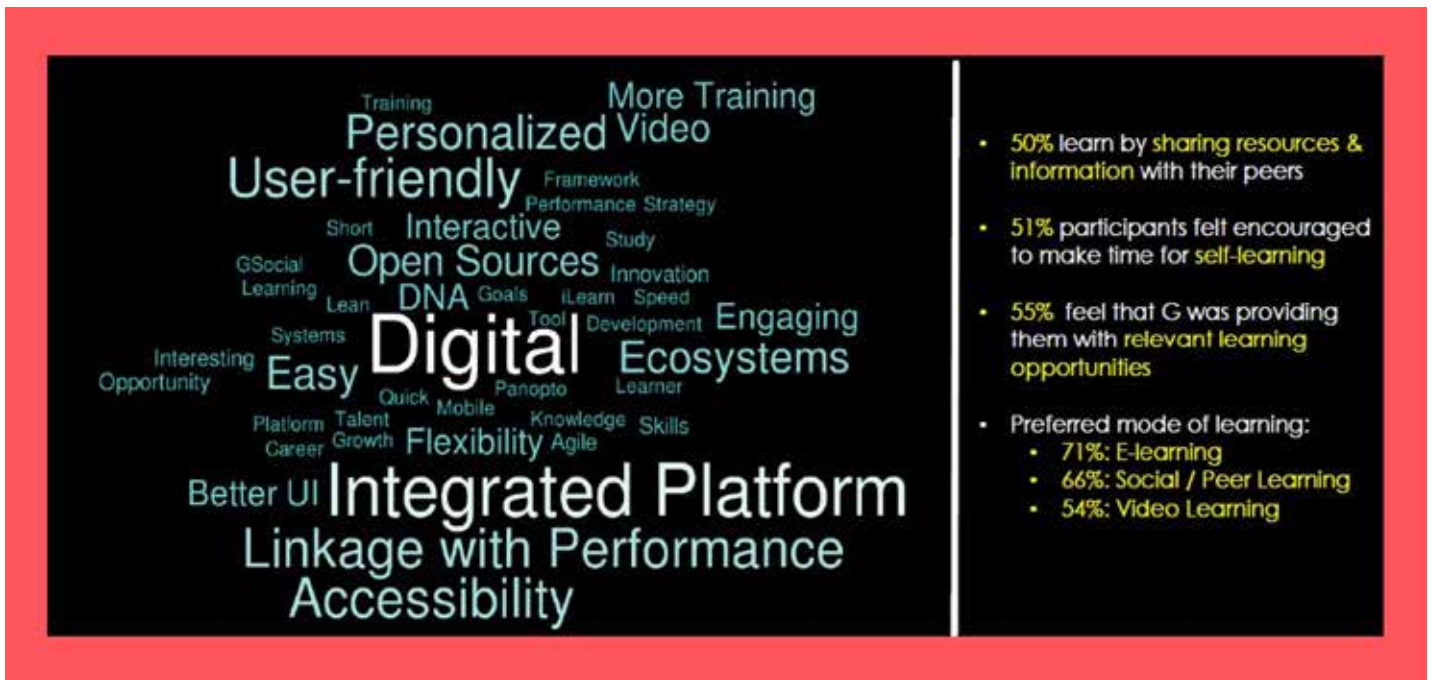 Training
More Training
Personalized
Video
User-friendly
Framework
Performance Strategy
Short
Interactive
Study
GSocial
Open Sources
Innovation
Learning
Lean
DNA
Goals
iLearn
Speed
Digital
Tool
Development
Engaging
Systems
Ecosystems
Interesting
Easy
Opportunity
Quick
Panopto
Learner
Mobile
Platform
Talent
Knowledge
Skills
Career
Growth
Flexibility
Agile
Better UI
Integrated Platform
Linkage with Performance
Accessibility
• 50% learn by sharing resources &
information with their peers
• 51% participants felt encouraged
to make time for self-learning
• 55% feel that G was providing
them with relevant learning
opportunities
• Preferred mode of learning:
• 71%: E-learning
• 66%: Social / Peer Learning
• 54%: Video Learning